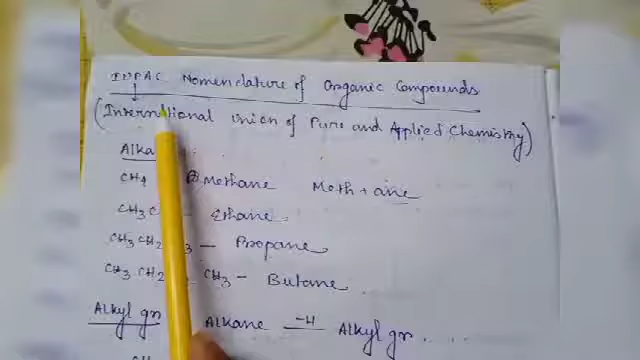 IUPAC Nomenclature of Organic Compounds
(International Union of Pure and Applied Chemistry)
Alka
CH4 Methane Meth + ane
CH3 C - Ethane
CH3 CH2 3 - Propane
CH3 CH2 CH3 - Butane
Alkyl gr Alkane -H Alkyl gr ....